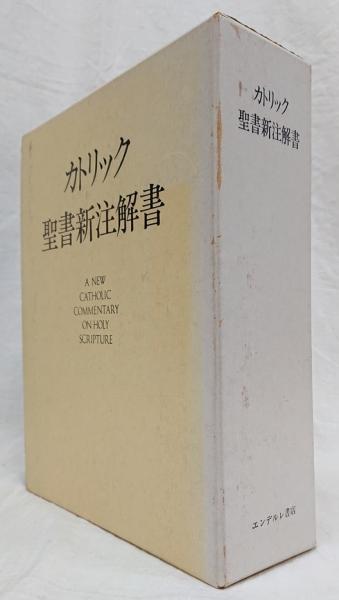 カトリック
聖書新注解書
A NEW
CATHOLIC
COMMENTARY
ON HOLY
SCRIPTURE
カトリック
聖書新注解書
エンデルレ書店